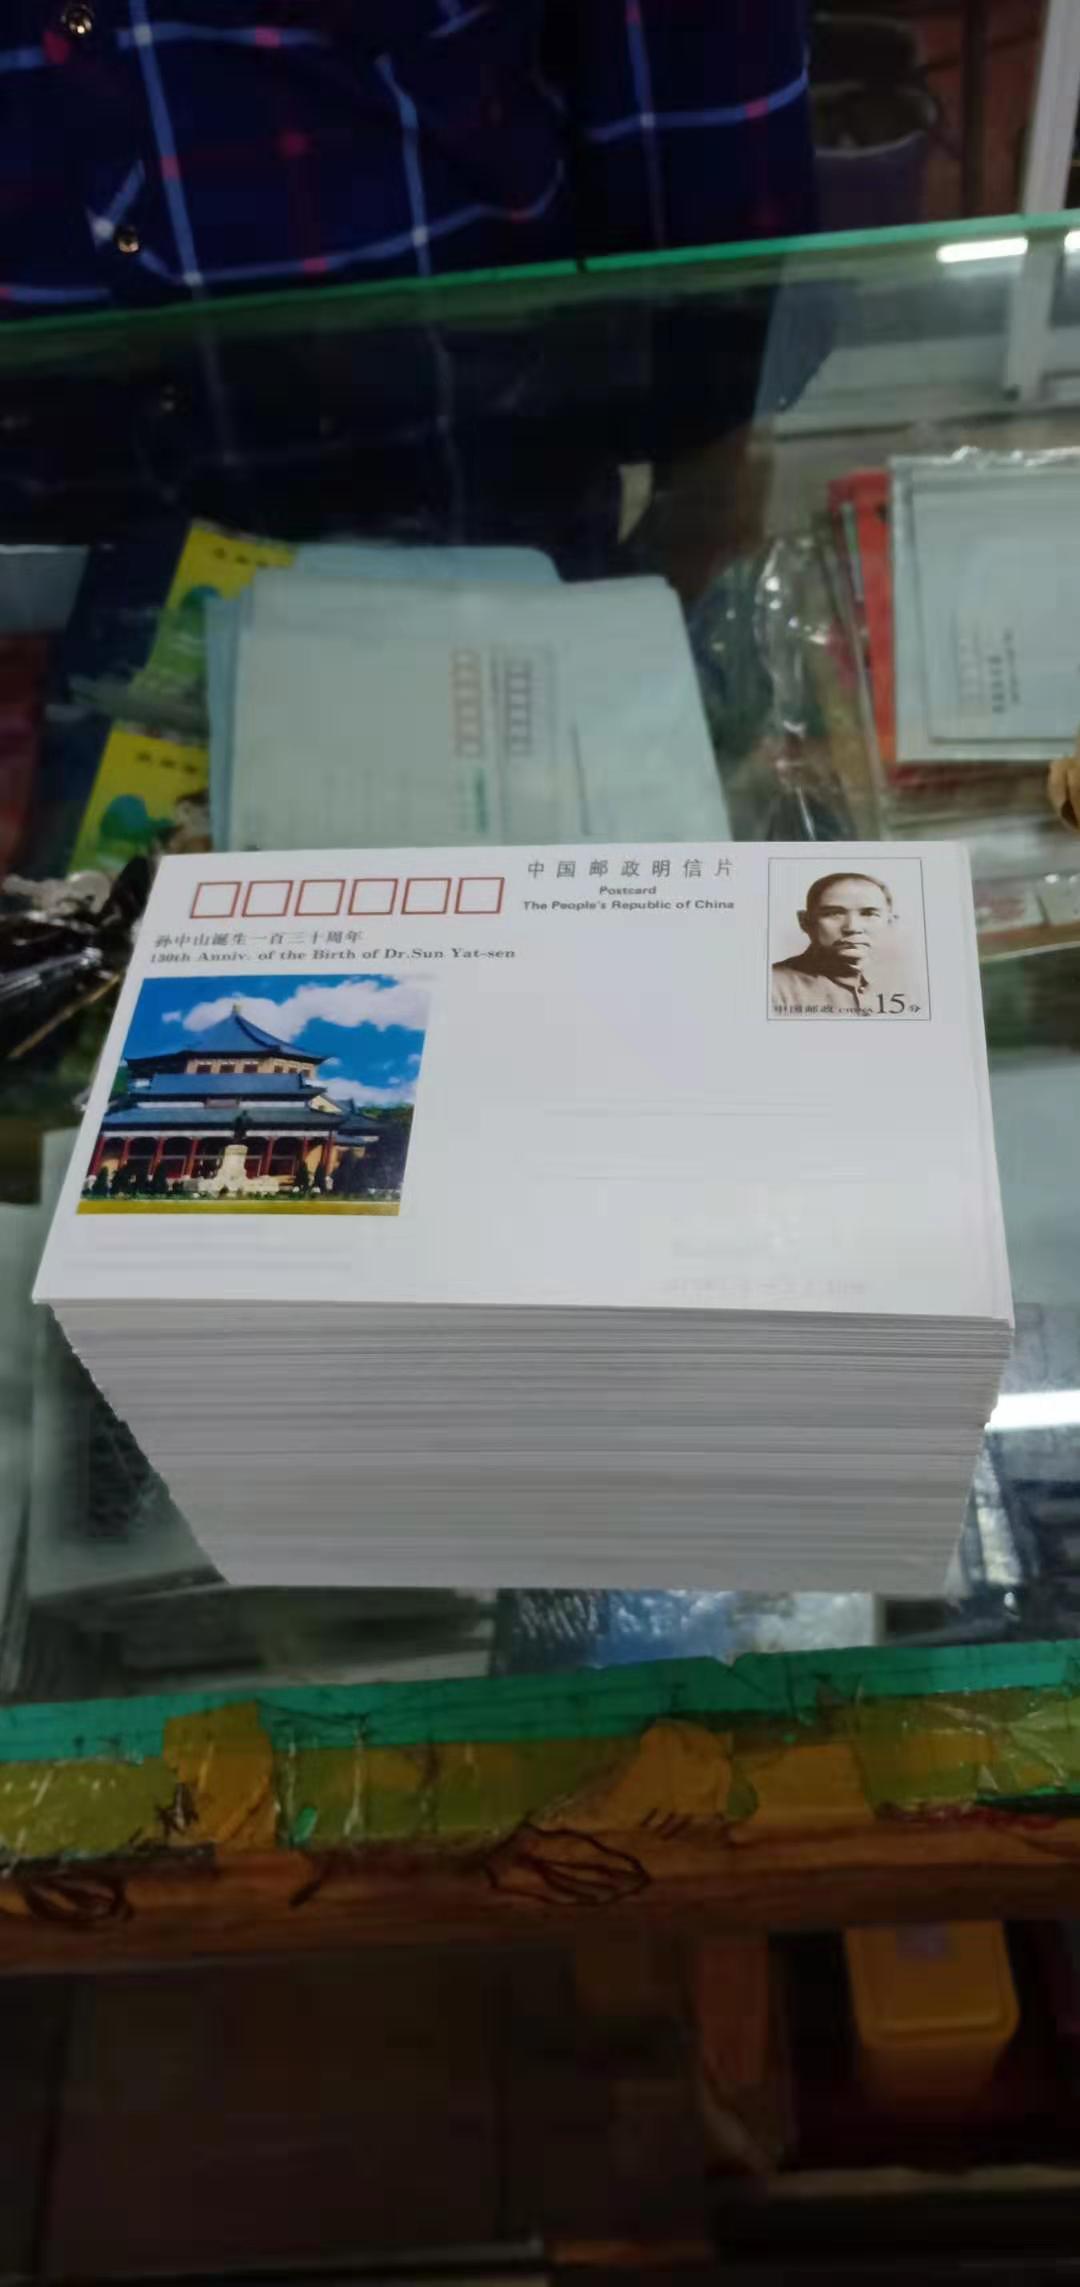 中国邮政明信片
Postcard
The People's Republic of China
孙中山诞生一百三十周年
130th Anniv. of the Birth of Dr.Sun Yat-sen
中国邮政 CHINA 15分